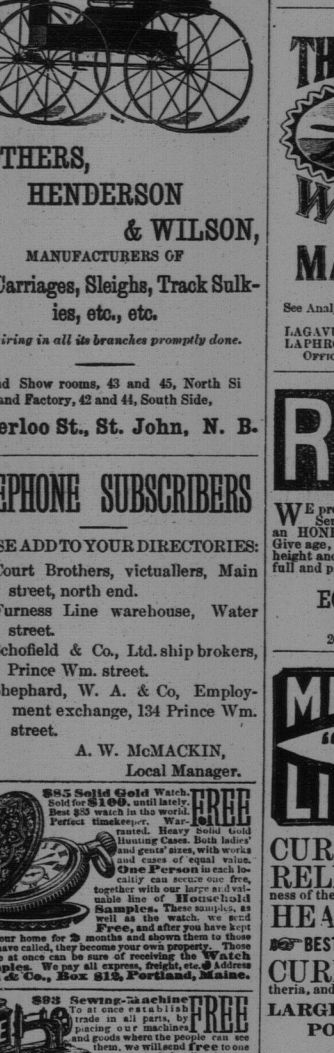 THERS,
HENDERSON
& WILSON,
MANUFACTURERS OF
Carriages, Sleighs, Track Sulk-
ies, etc., etc.
iring in all its branches promptly done.
d Show rooms, 43 and 45, North Si
and Factory, 42 and 44, South Side,
erloo St., St. John, N. B.
EPHONE SUBSCRIBERS
SE ADD TO YOUR DIRECTORIES:
Court Brothers, victuallers, Main
street, north end.
Furness Line warehouse, Water
street.
chofield & Co., Ltd. ship brokers,
Prince Wm. street.
hephard, W. A. & Co, Employ-
ment exchange, 134 Prince Wm.
street.
A. W. McMACKIN,
Local Manager.
$85 Solid Gold Watch.
Sold for $100. until lately.
Best $85 watch in the world.
Perfect timekeeper. War-
ranted. Heavy Solid Gold
Hunting Cases. Both ladies'
and gents' sizes, with works
and cases of equal value.
One Person in each lo-
cality can secure one free,
together with our large and val-
uable line of Household
Samples. These samples, as
well as the watch, we send
Free, and after you have kept
our home for 2 months and shown them to those
have called, they become your own property. Those
at once can be sure of receiving the Watch
ples. We pay all express, freight, etc. Address
& Co., Box 812, Portland, Maine.
FREE
$93 Sewing-Machine
To at once establish
trade in all parts, by
placing our machines
and goods where the people can see
them, we will send free to one
FREE
TH
W
MA
See Anal
LAGAVU
LAPHR
OFFIC
R
WE pr
Ser
an HONE
Give age,
height and
full and p
E
2
MI
LI
CUR
REL
ness of the
HEA
BEST
CUR
theria, and
LARGE
PO